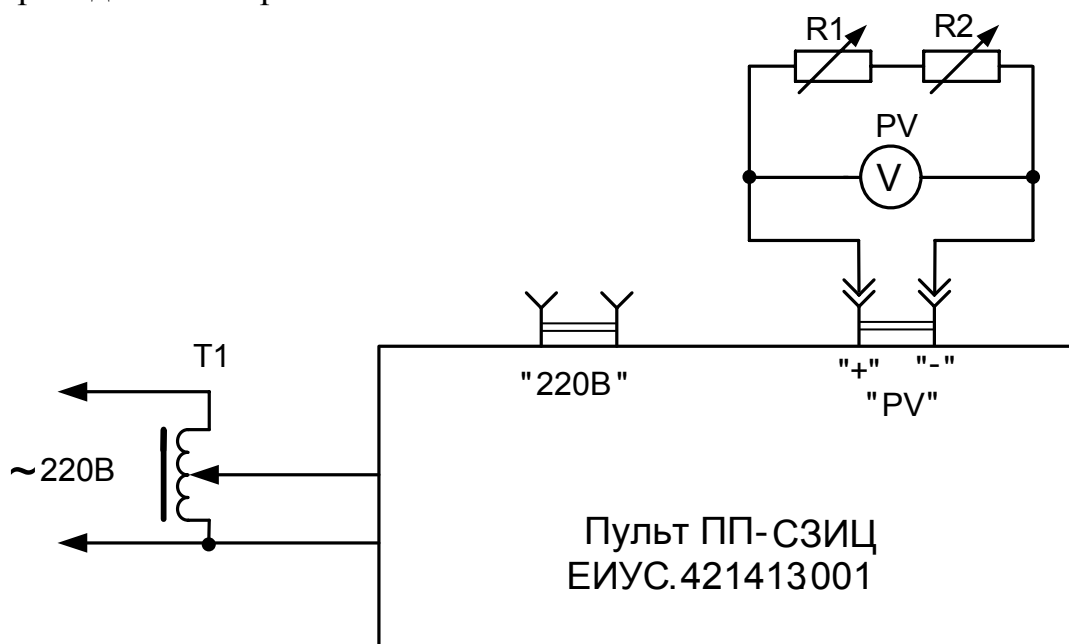 R1 R2
PV
V
T1
"220В"
"+" "-"
"PV"
~220В
Пульт ПП-СЗИЦ
ЕИУС.421413001